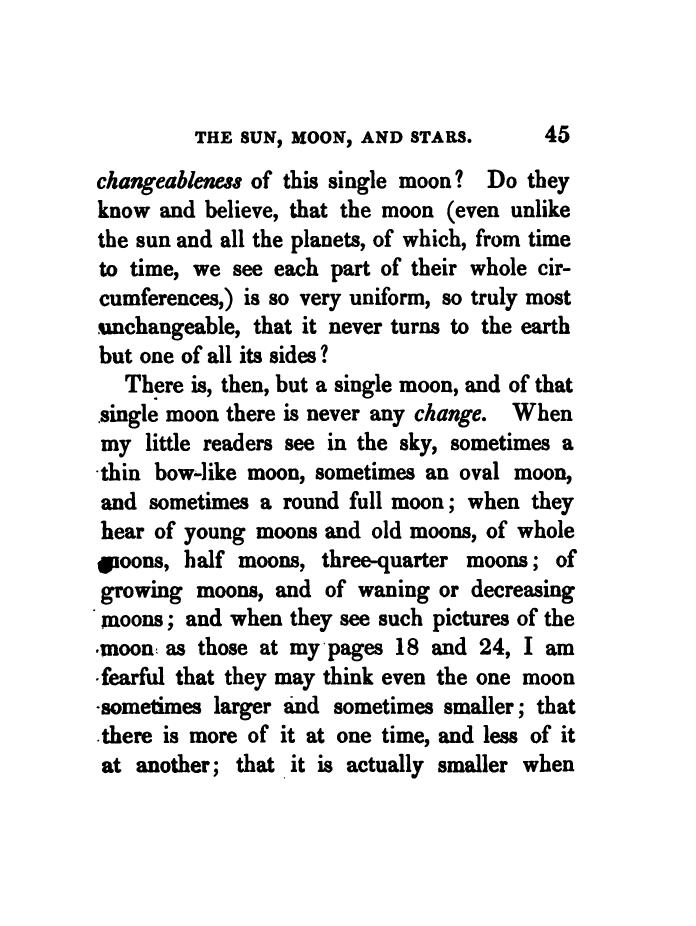 THE SUN, MOON, AND STARS. 45
changeableness of this single moon? Do they
know and believe, that the moon (even unlike
the sun and all the planets, of which, from time
to time, we see each part of their whole cir-
cumferences,) is so very uniform, so truly most
unchangeable, that it never turns to the earth
but one of all its sides?
There is, then, but a single moon, and of that
single moon there is never any change. When
my little readers see in the sky, sometimes a
thin bow-like moon, sometimes an oval moon,
and sometimes a round full moon; when they
hear of young moons and old moons, of whole
moons, half moons, three-quarter moons; of
growing moons, and of waning or decreasing
moons; and when they see such pictures of the
moon as those at my pages 18 and 24, I am
fearful that they may think even the one moon
sometimes larger and sometimes smaller; that
there is more of it at one time, and less of it
at another; that it is actually smaller when